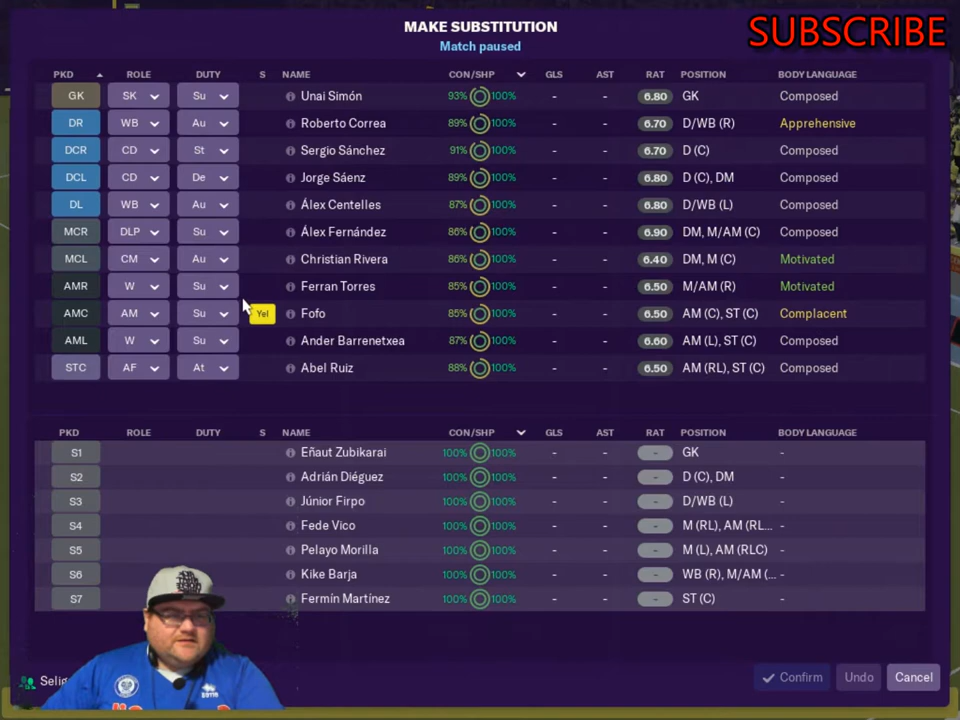 MAKE SUBSTITUTION
SUBSCRIBE
Match paused
PKD ROLE DUTY S NAME CON/SHP GLS AST RAT POSITION BODY LANGUAGE
GK SK Su Unai Simón 93% 100% - - 6.80 GK Composed
DR WB Au Roberto Correa 89% 100% - - 6.70 D/WB (R) Apprehensive
DCR CD St Sergio Sánchez 91% 100% - - 6.70 D (C) Composed
DCL CD De Jorge Sáenz 89% 100% - - 6.80 D (C), DM Composed
DL WB Au Álex Centelles 87% 100% - - 6.80 D/WB (L) Composed
MCR DLP Su Álex Fernández 86% 100% - - 6.90 DM, M/AM (C) Composed
MCL CM Au Christian Rivera 86% 100% - - 6.40 DM, M (C) Motivated
AMR W Su Ferran Torres 85% 100% - - 6.50 M/AM (R) Motivated
AMC AM Su Yel Fofo 85% 100% - - 6.50 AM (C), ST (C) Complacent
AML W Su Ander Barrenetxea 87% 100% - - 6.60 AM (L), ST (C) Composed
STC AF At Abel Ruiz 88% 100% - - 6.50 AM (RL), ST (C) Composed
PKD ROLE DUTY S NAME CON/SHP GLS AST RAT POSITION BODY LANGUAGE
S1 Eñaut Zubikarai 100% 100% - - - GK -
S2 Adrián Diéguez 100% 100% - - - D (C), DM -
S3 Júnior Firpo 100% 100% - - - D/WB (L) -
S4 Fede Vico 100% 100% - - - M (RL), AM (RL... -
S5 Pelayo Morilla 100% 100% - - - M (L), AM (RLC) -
S6 Kike Barja 100% 100% - - - WB (R), M/AM (... -
S7 Fermín Martínez 100% 100% - - - ST (C) -
Confirm Undo Cancel